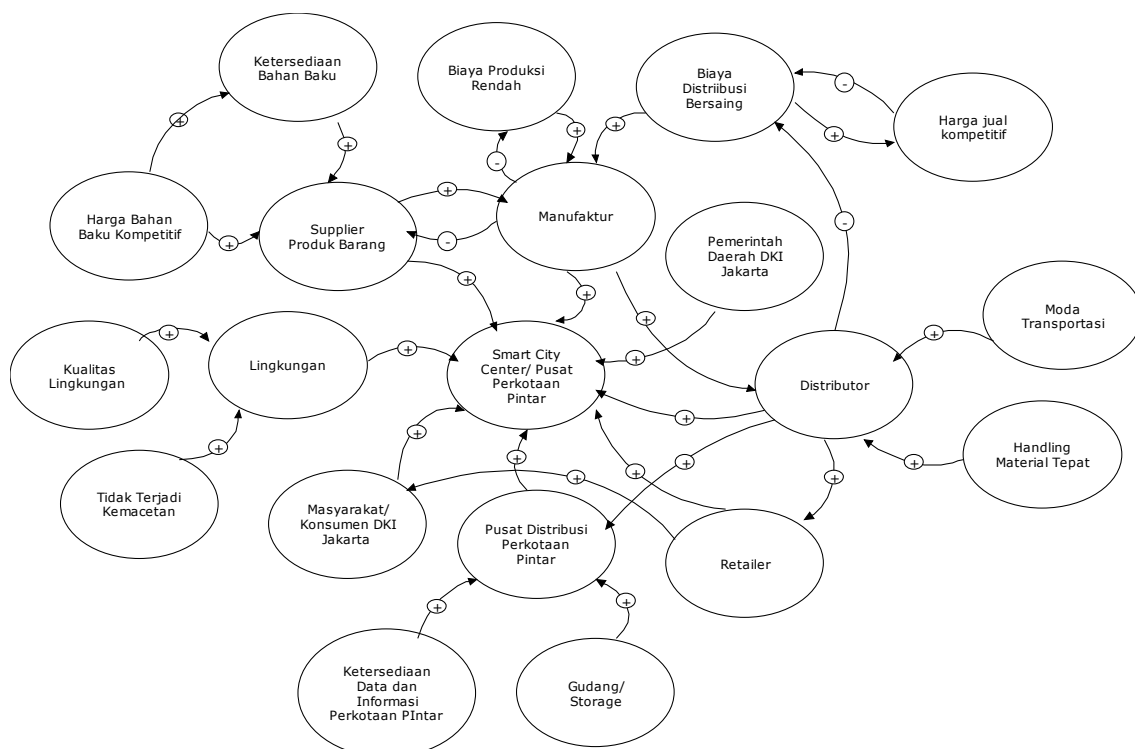 Ketersediaan
Bahan Baku
Biaya Produksi
Rendah
Biaya
Distriibusi
Bersaing
Harga jual
kompetitif
+
+
-
+
+
-
+
Harga Bahan
Baku Kompetitif
+
Supplier
Produk Barang
+
-
Manufaktur
Pemerintah
Daerah DKI
Jakarta
-
+
+
+
+
Moda
Transportasi
Kualitas
Lingkungan
+
Lingkungan
+
Smart City
Center/ Pusat
Perkotaan
Pintar
+
Distributor
+
+
Tidak Terjadi
Kemacetan
+
+
Masyarakat/
Konsumen DKI
Jakarta
+
Pusat Distribusi
Perkotaan
Pintar
+
+
+
+
Retailer
+
Handling
Material Tepat
+
+
Ketersediaan
Data dan
Informasi
Perkotaan PIntar
Gudang/
Storage